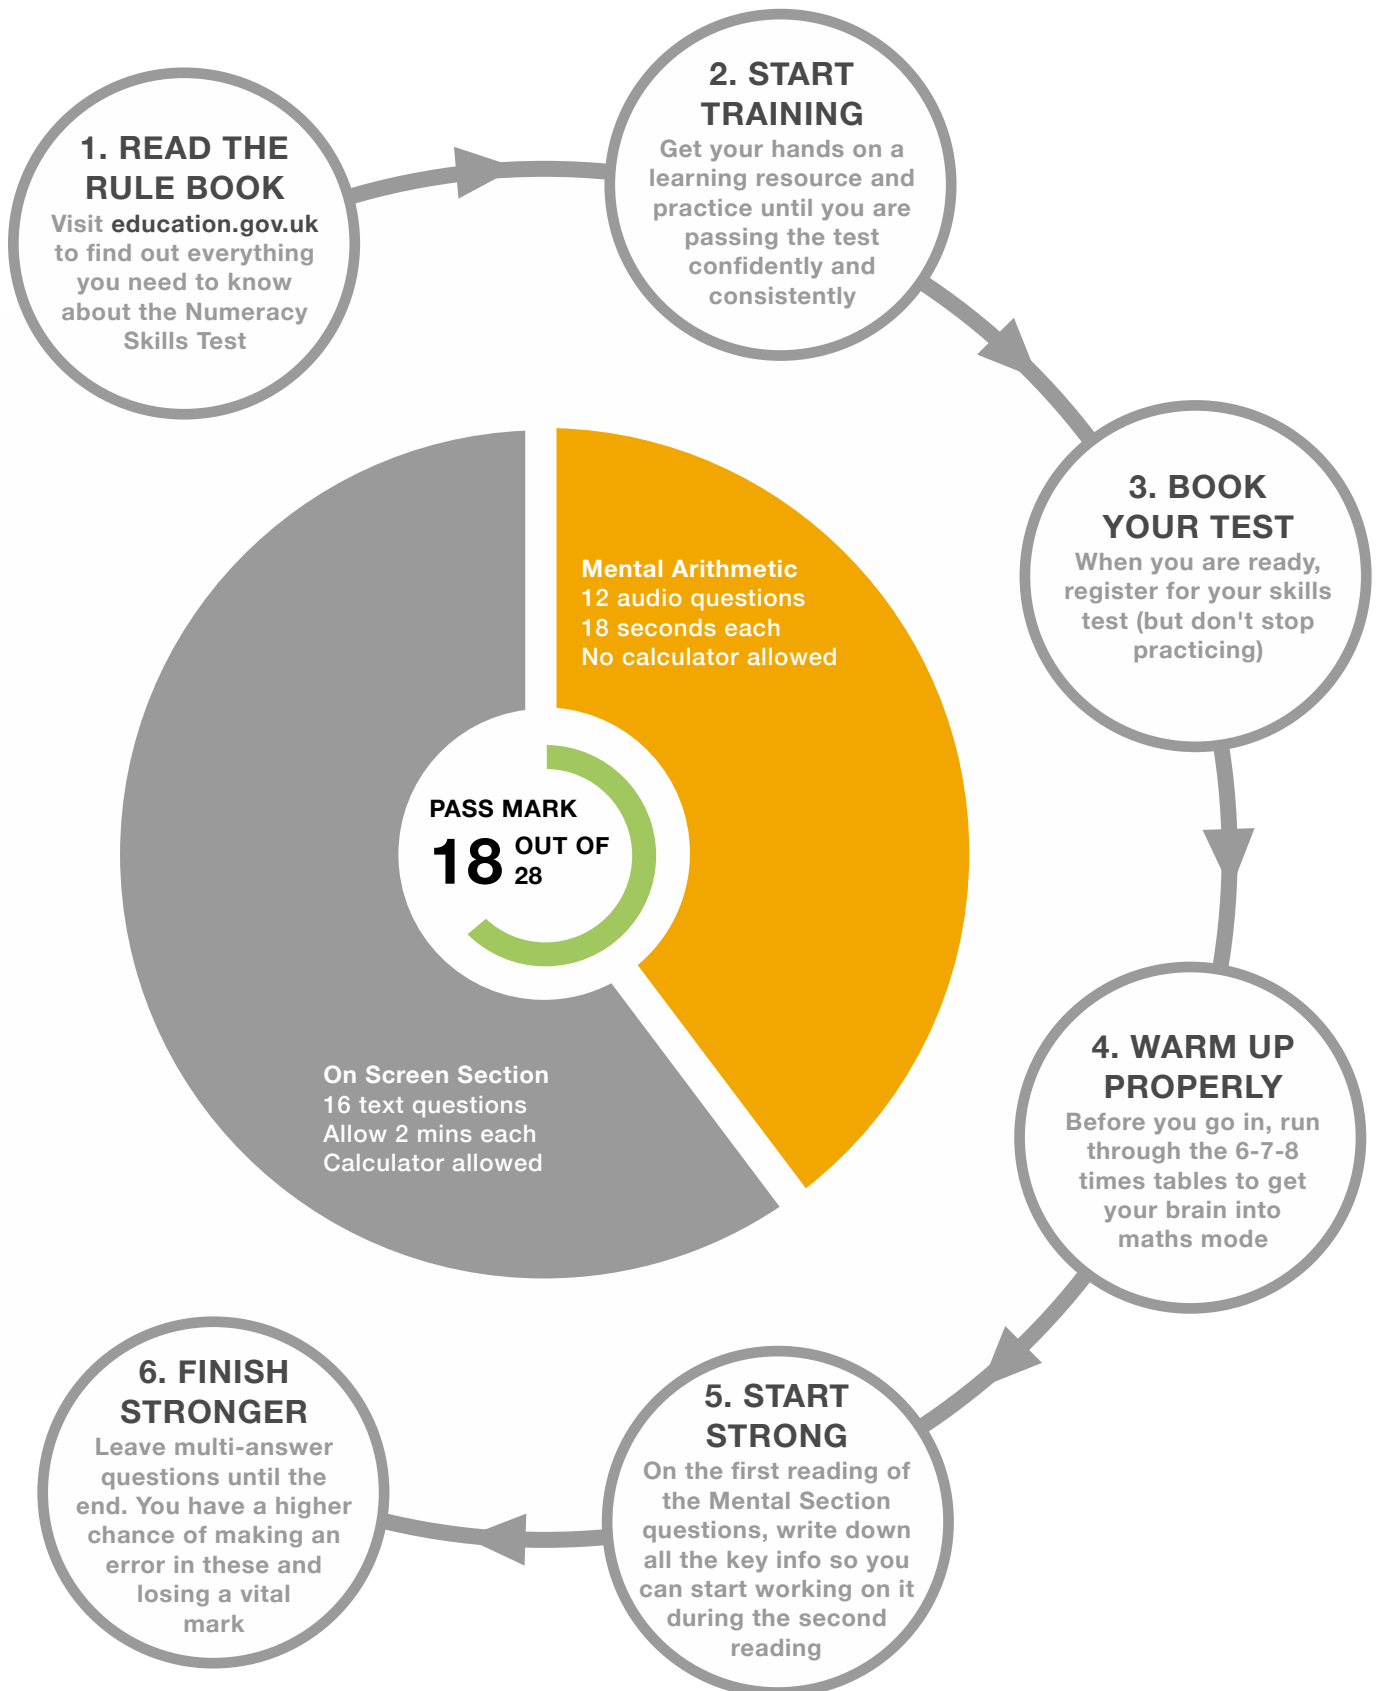 1. READ THE
RULE BOOK
Visit education.gov.uk
to find out everything
you need to know
about the Numeracy
Skills Test
2. START
TRAINING
Get your hands on a
learning resource and
practice until you are
passing the test
confidently and
consistently
3. BOOK
YOUR TEST
When you are ready,
register for your skills
test (but don't stop
practicing)
Mental Arithmetic
12 audio questions
18 seconds each
No calculator allowed
PASS MARK
18 OUT OF
28
On Screen Section
16 text questions
Allow 2 mins each
Calculator allowed
4. WARM UP
PROPERLY
Before you go in, run
through the 6-7-8
times tables to get
your brain into
maths mode
5. START
STRONG
On the first reading of
the Mental Section
questions, write down
all the key info so you
can start working on it
during the second
reading
6. FINISH
STRONGER
Leave multi-answer
questions until the
end. You have a higher
chance of making an
error in these and
losing a vital
mark